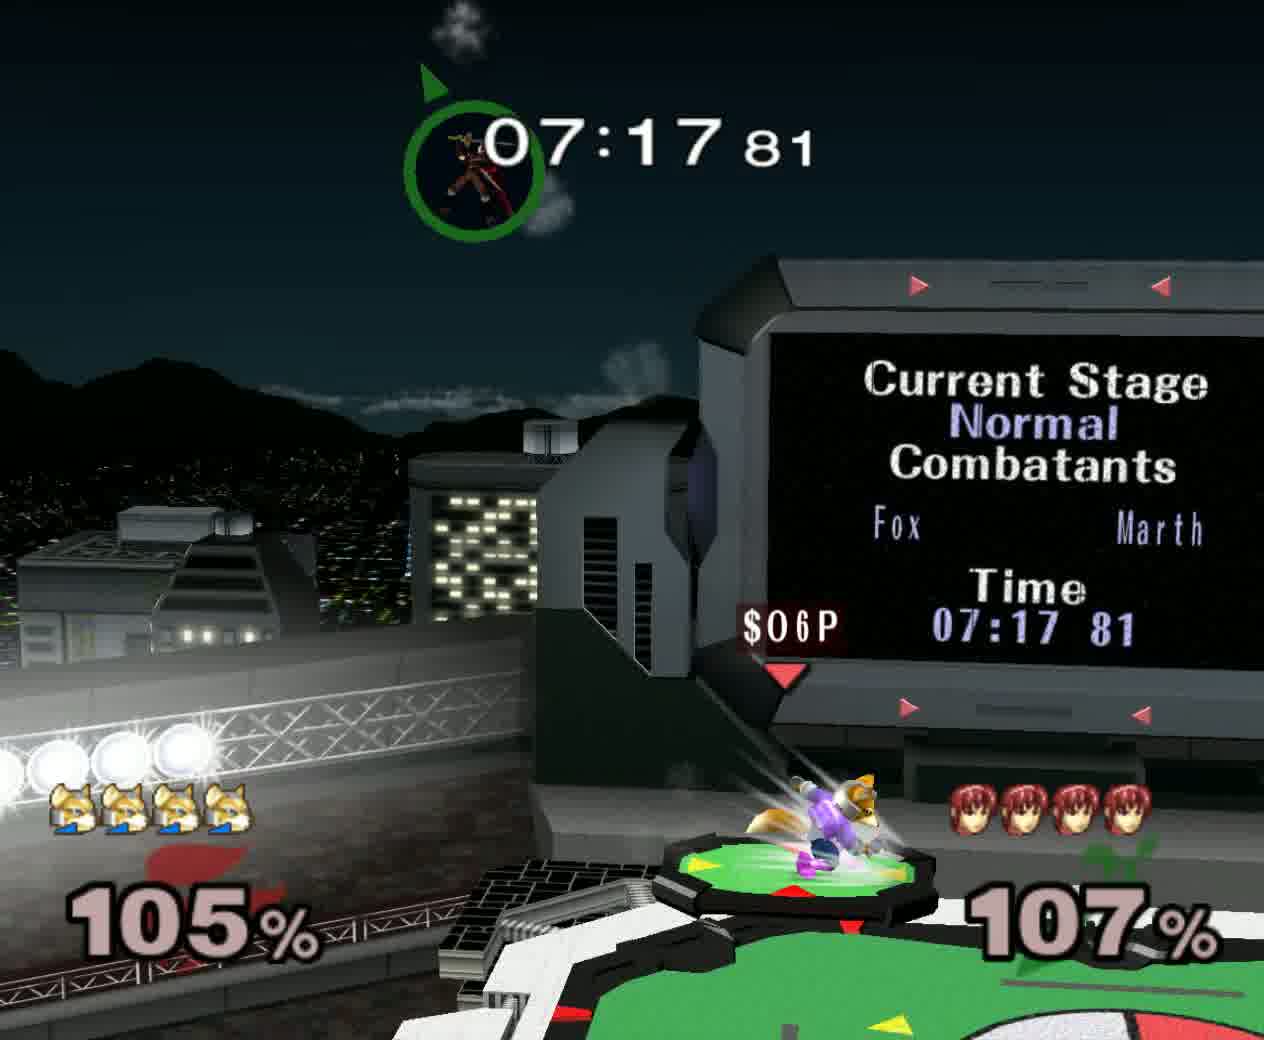 07:17 81
Current Stage
Normal
Combatants
Fox Marth
Time
07:17 81
$06P
105%
107%